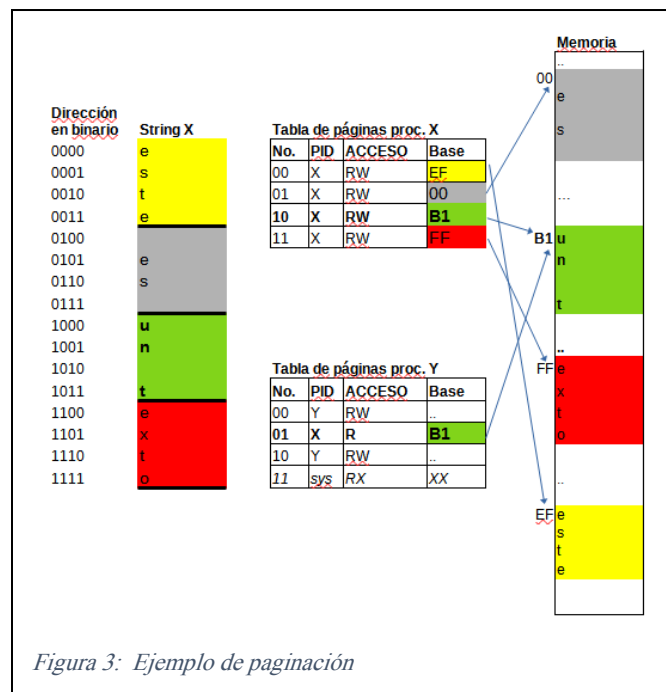 Memoria
..
00
e
s
...
B1 u
n
t
..
FF e
x
t
o
..
EF e
s
t
e
Dirección
en binario String X
0000 e
0001 s
0010 t
0011 e
0100
0101 e
0110 s
0111
1000 u
1001 n
1010
1011 t
1100 e
1101 x
1110 t
1111 o
Tabla de páginas proc. X
No. PID ACCESO Base
00 X RW EF
01 X RW 00
10 X RW B1
11 X RW FF
Tabla de páginas proc. Y
No. PID ACCESO Base
00 Y RW ..
01 X R B1
10 Y RW ..
11 sys RX XX
Figura 3: Ejemplo de paginación